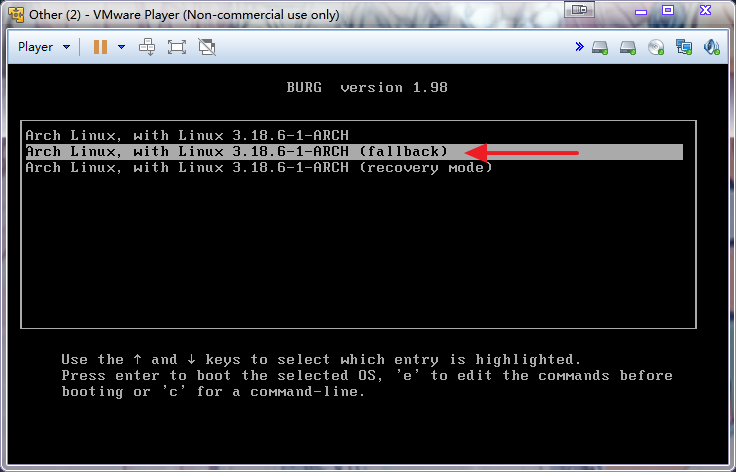 Other (2) - VMware Player (Non-commercial use only)
Player
BURG  version 1.98
Arch Linux, with Linux 3.18.6-1-ARCH
Arch Linux, with Linux 3.18.6-1-ARCH (fallback)
Arch Linux, with Linux 3.18.6-1-ARCH (recovery mode)
Use the ↑ and ↓ keys to select which entry is highlighted.
Press enter to boot the selected OS, 'e' to edit the commands before
booting or 'c' for a command-line.